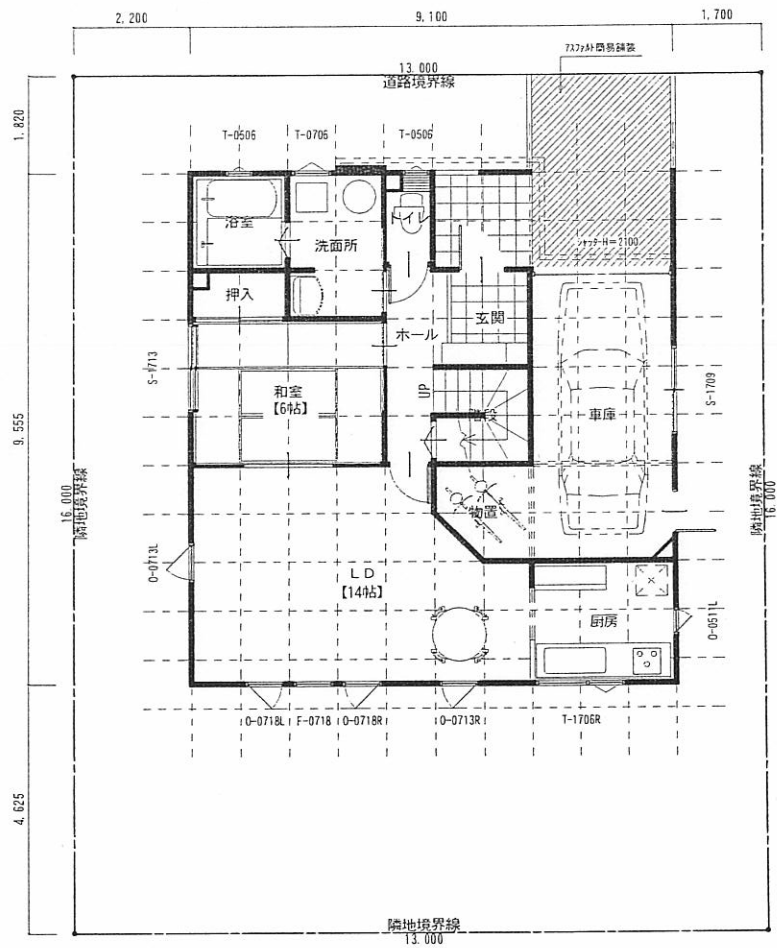 2,200
9,100
1,700
アスファルト簡易舗装
13.000
道路境界線
1.820
T-0506
T-0706
T-0506
浴室
洗面所
トイレ
シャッターH=2100
押入
ホール
玄関
S-1713
和室
【6帖】
UP
階段
車庫
S-1709
9.555
16.000
隣地境界線
物置
隣地境界線
16.000
LD
【14帖】
O-0713L
厨房
O-0511L
O-0718L
F-0718
O-0718R
O-0713R
T-1706R
4.625
隣地境界線
13.000